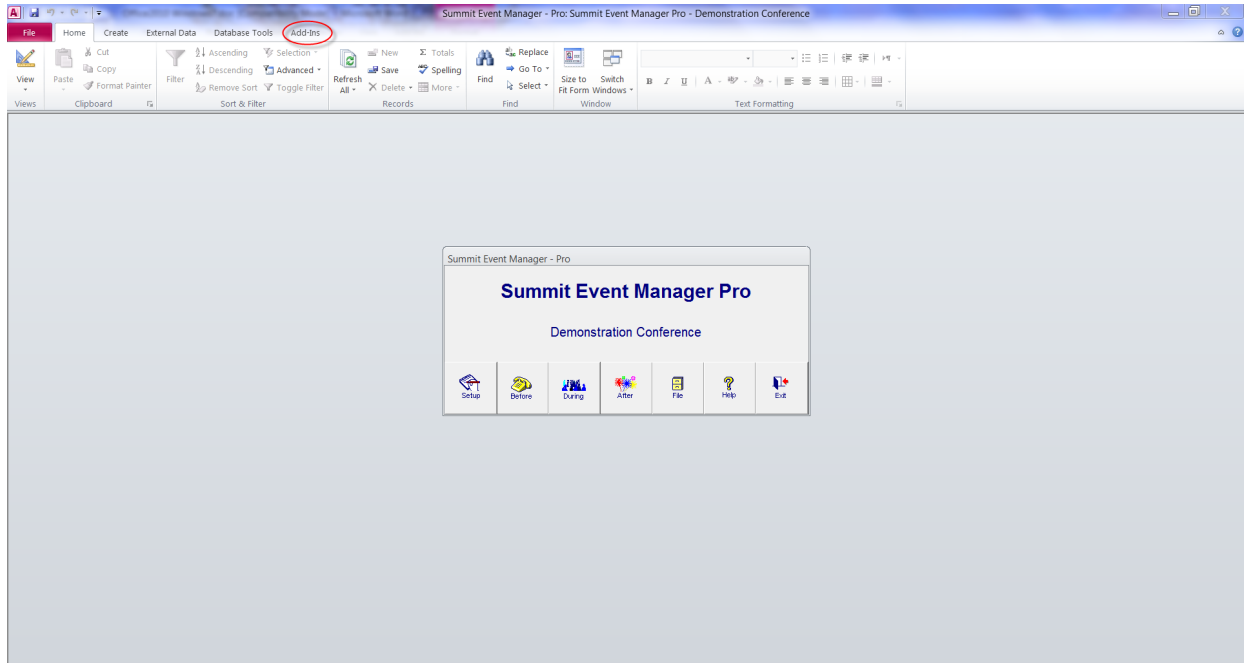 A Summit Event Manager - Pro: Summit Event Manager Pro - Demonstration Conference
File Home Create External Data Database Tools Add-Ins
View
Views
Paste
Cut
Copy
Format Painter
Clipboard
Filter
Ascending
Descending
Remove Sort
Selection
Advanced
Toggle Filter
Sort & Filter
Refresh
All
New
Save
Delete
Totals
Spelling
More
Records
Find
Replace
Go To
Select
Find
Size to
Fit Form
Switch
Windows
Window
B I U A
Text Formatting
Summit Event Manager - Pro
Summit Event Manager Pro
Demonstration Conference
Setup Before During After File Help Exit